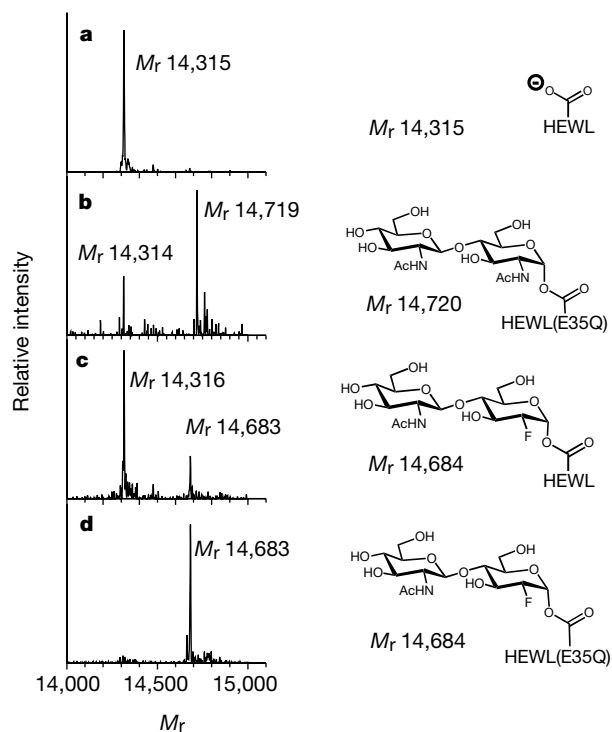 a
Mr 14,315
Mr 14,315
O
O
HEWL
b
Mr 14,719
Mr 14,314
OH
HO
O
HO
AcHN
O
OH
O
HO
AcHN
O
O
HEWL(E35Q)
Mr 14,720
c
Mr 14,316
Mr 14,683
OH
HO
O
HO
AcHN
O
OH
O
HO
F
O
O
HEWL
Mr 14,684
d
Mr 14,683
OH
HO
O
HO
AcHN
O
OH
O
HO
F
O
O
HEWL(E35Q)
Mr 14,684
Relative intensity
14,000 14,500 15,000
Mr